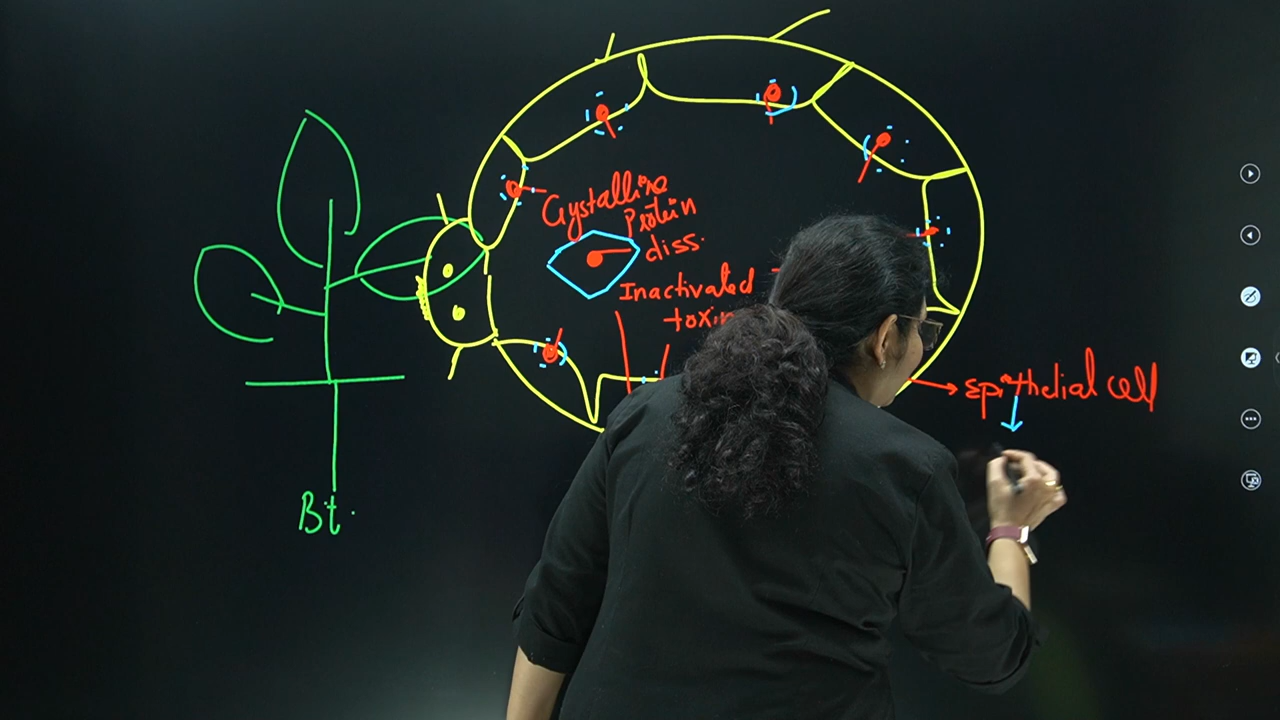 Crystalline
Protein
diss.
Inactivated
toxin
epithelial cell
Bt.